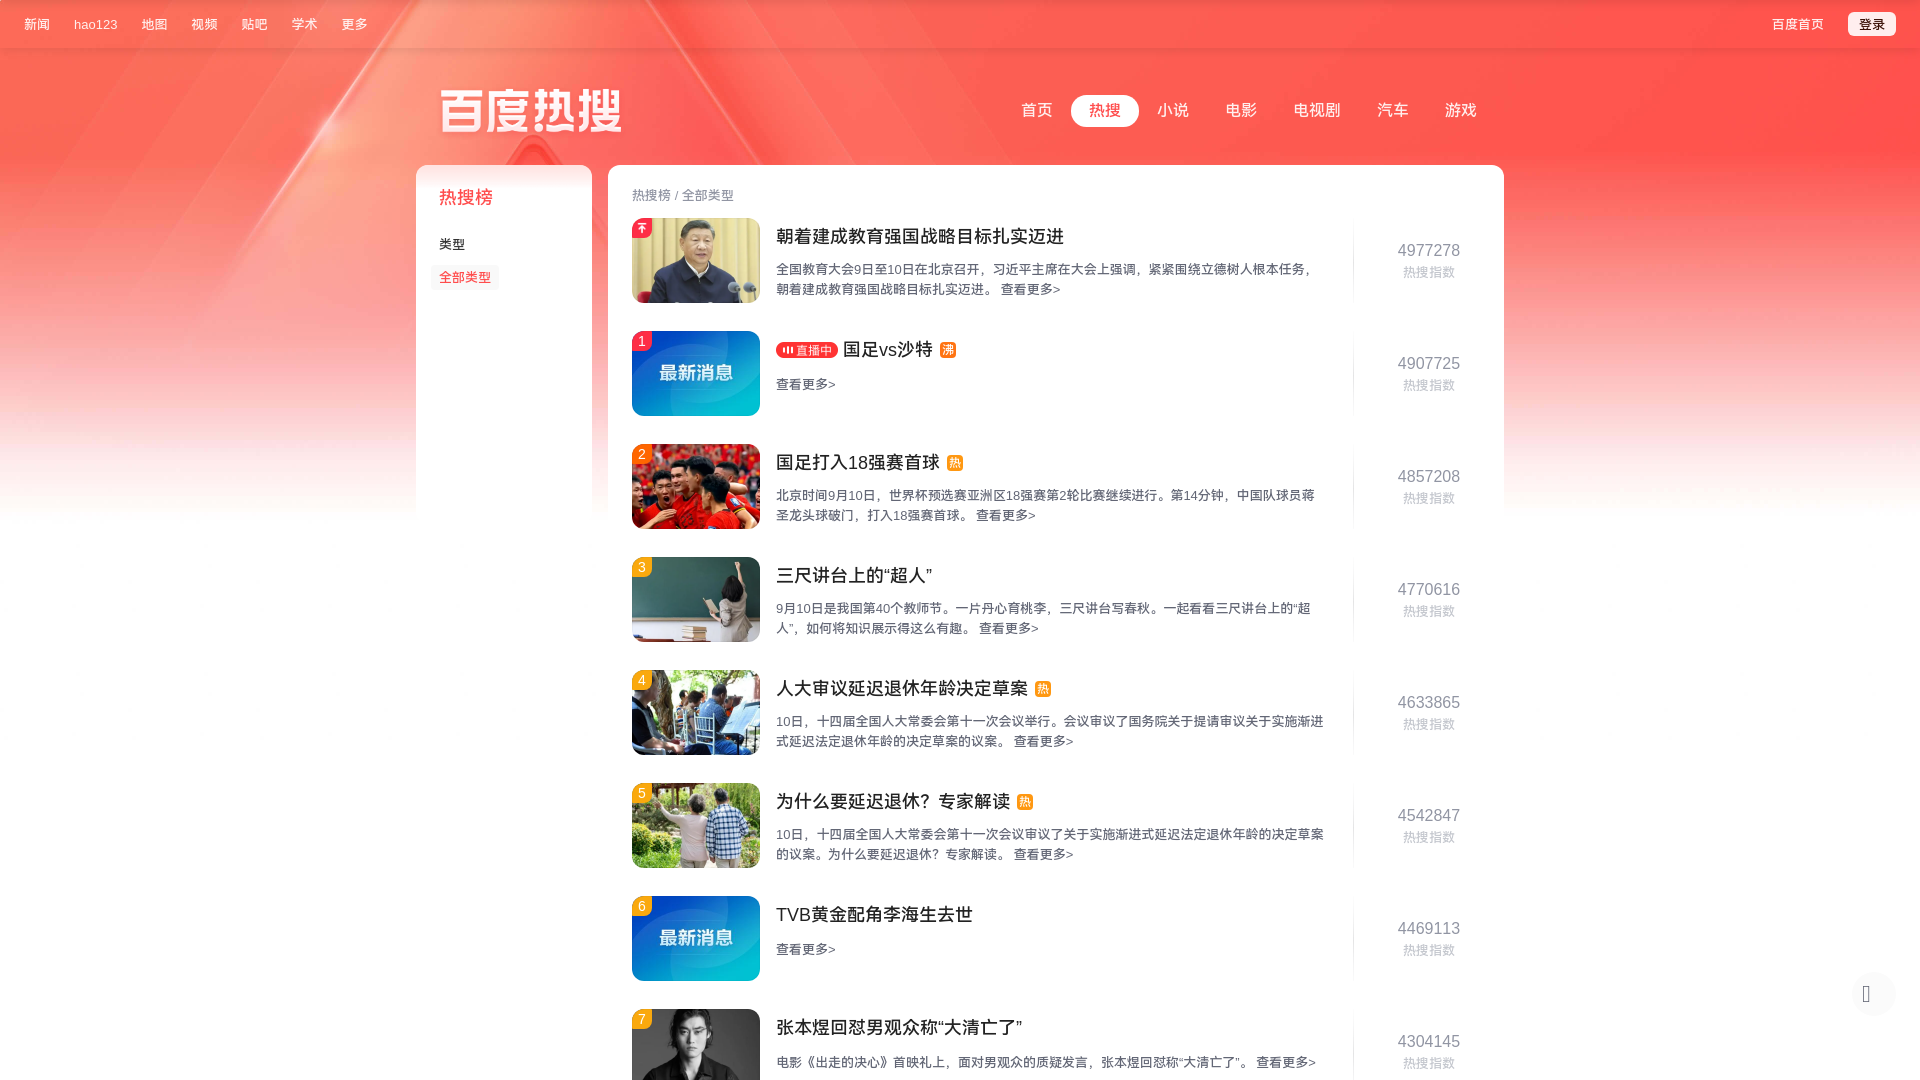 新闻 hao123 地图 视频 贴吧 学术 更多 百度首页 登录
百度热搜
首页 热搜 小说 电影 电视剧 汽车 游戏
热搜榜
类型
全部类型
热搜榜 / 全部类型
朝着建成教育强国战略目标扎实迈进
全国教育大会9日至10日在北京召开，习近平主席在大会上强调，紧紧围绕立德树人根本任务，
朝着建成教育强国战略目标扎实迈进。 查看更多>
4977278
热搜指数
1
最新消息
直播中 国足vs沙特 沸
查看更多>
4907725
热搜指数
2
国足打入18强赛首球 热
北京时间9月10日，世界杯预选赛亚洲区18强赛第2轮比赛继续进行。第14分钟，中国队球员蒋
圣龙头球破门，打入18强赛首球。 查看更多>
4857208
热搜指数
3
三尺讲台上的“超人”
9月10日是我国第40个教师节。一片丹心育桃李，三尺讲台写春秋。一起看看三尺讲台上的“超
人”，如何将知识展示得这么有趣。 查看更多>
4770616
热搜指数
4
人大审议延迟退休年龄决定草案 热
10日，十四届全国人大常委会第十一次会议举行。会议审议了国务院关于提请审议关于实施渐进
式延迟法定退休年龄的决定草案的议案。 查看更多>
4633865
热搜指数
5
为什么要延迟退休？专家解读 热
10日，十四届全国人大常委会第十一次会议审议了关于实施渐进式延迟法定退休年龄的决定草案
的议案。为什么要延迟退休？专家解读。 查看更多>
4542847
热搜指数
6
最新消息
TVB黄金配角李海生去世
查看更多>
4469113
热搜指数
7
张本煜回怼男观众称“大清亡了”
电影《出走的决心》首映礼上，面对男观众的质疑发言，张本煜回怼称“大清亡了”。 查看更多>
4304145
热搜指数